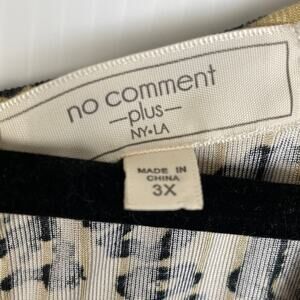 no comment
—plus—
NY•LA
MADE IN
CHINA
3X